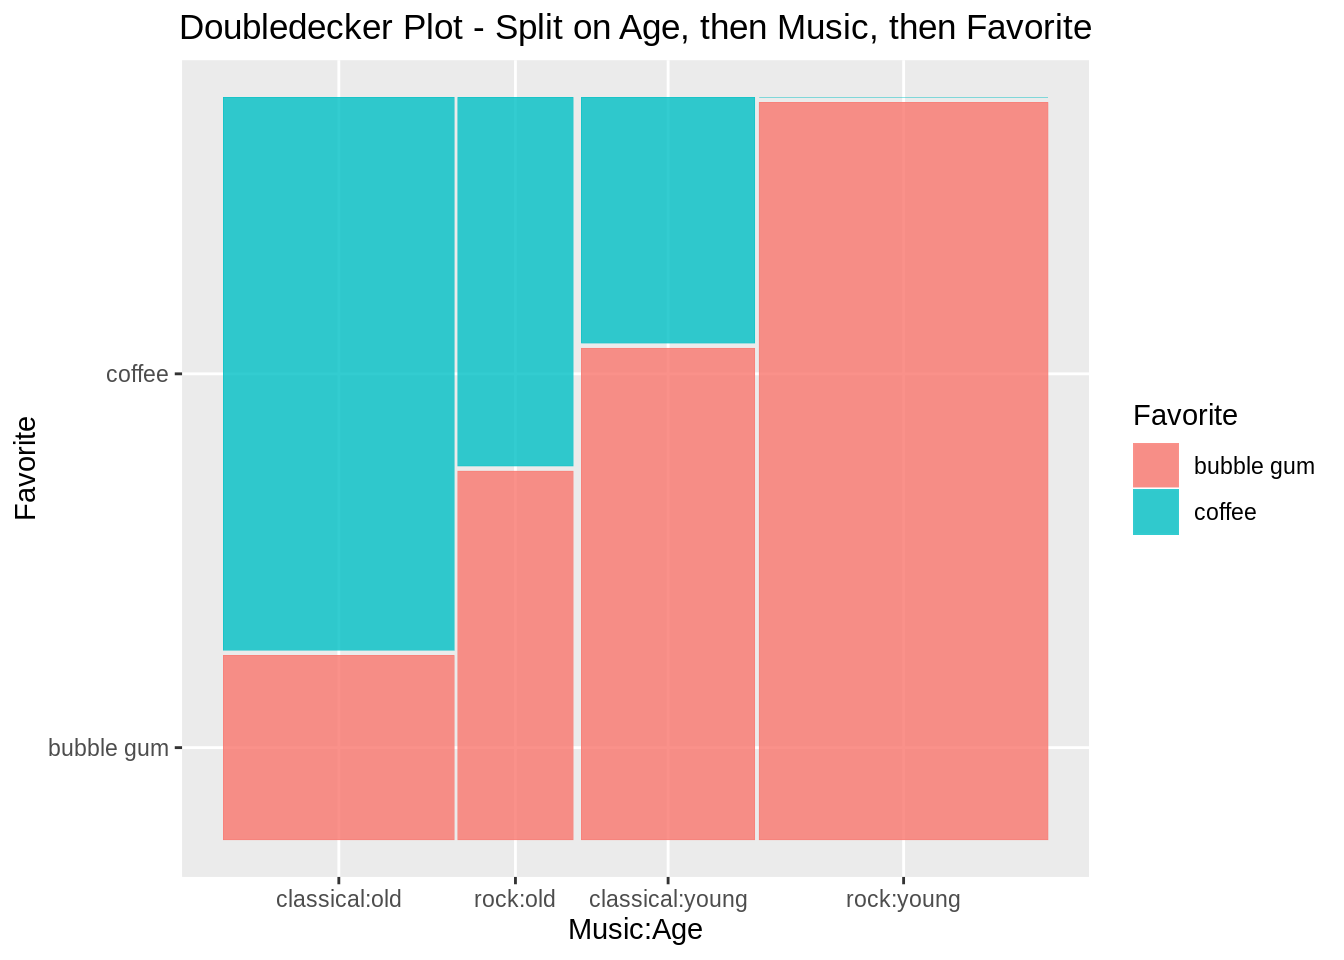 Doubledecker Plot - Split on Age, then Music, then Favorite
coffee
bubble gum
Favorite
classical:old
rock:old
classical:young
rock:young
Music:Age
Favorite
bubble gum
coffee